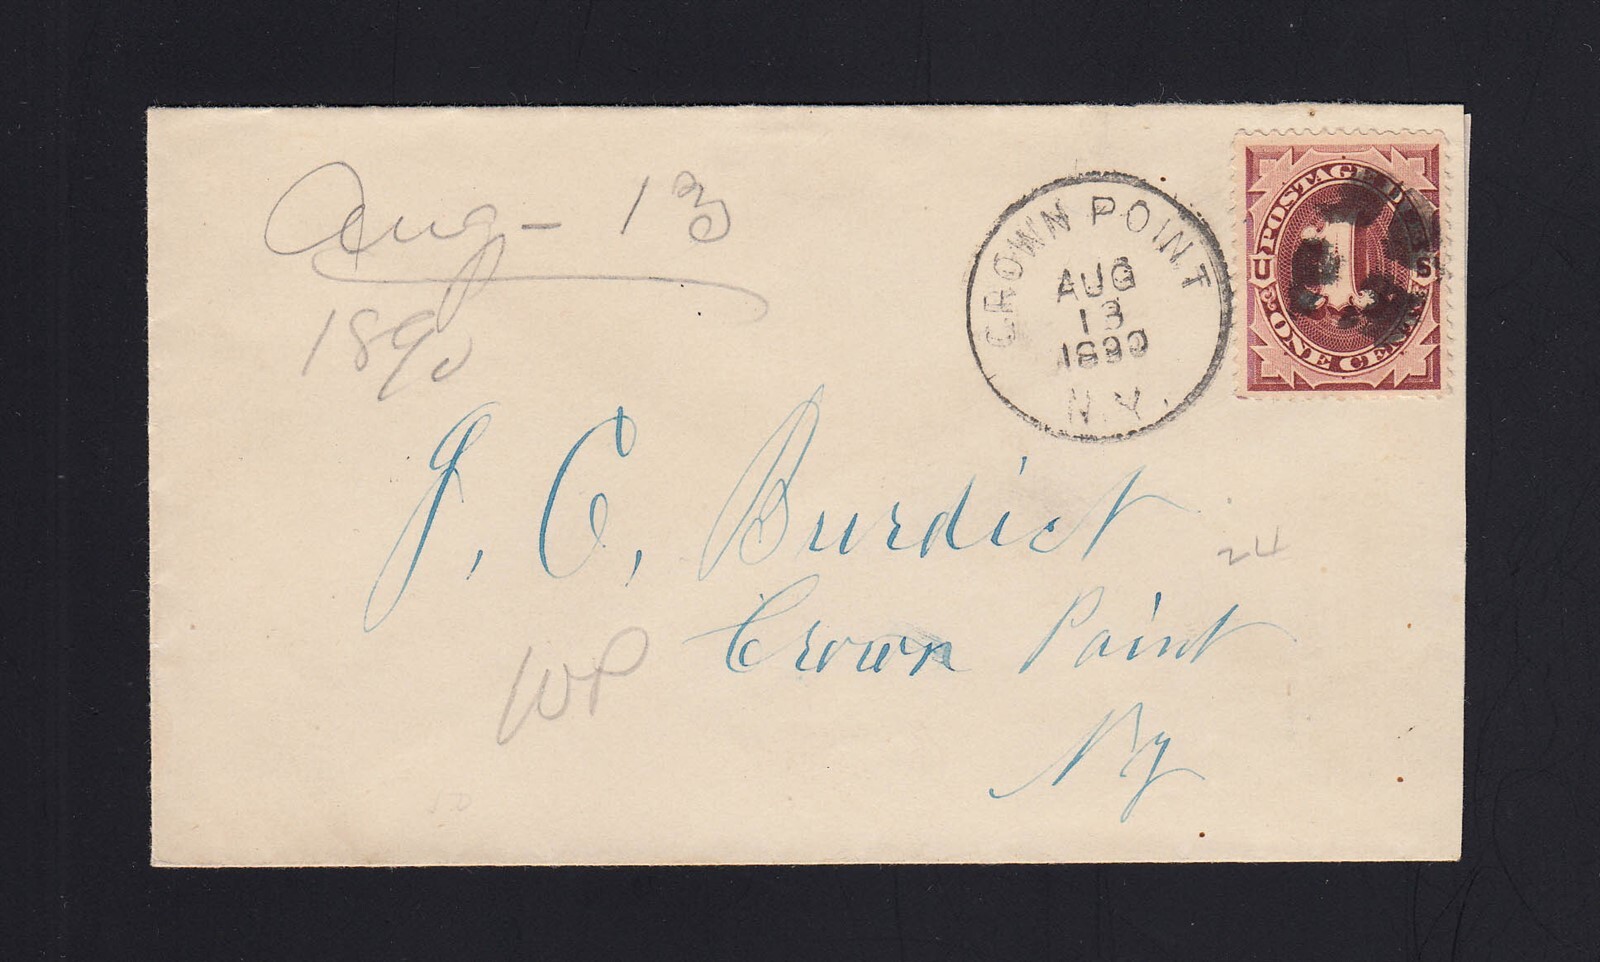 Aug - 13
1890
CROWN POINT
AUG
13
1890
N.Y.
POSTAGE DUE
U S
1
ONE CENT
J. C. Burdict
Crown Point
Ny
24
WP